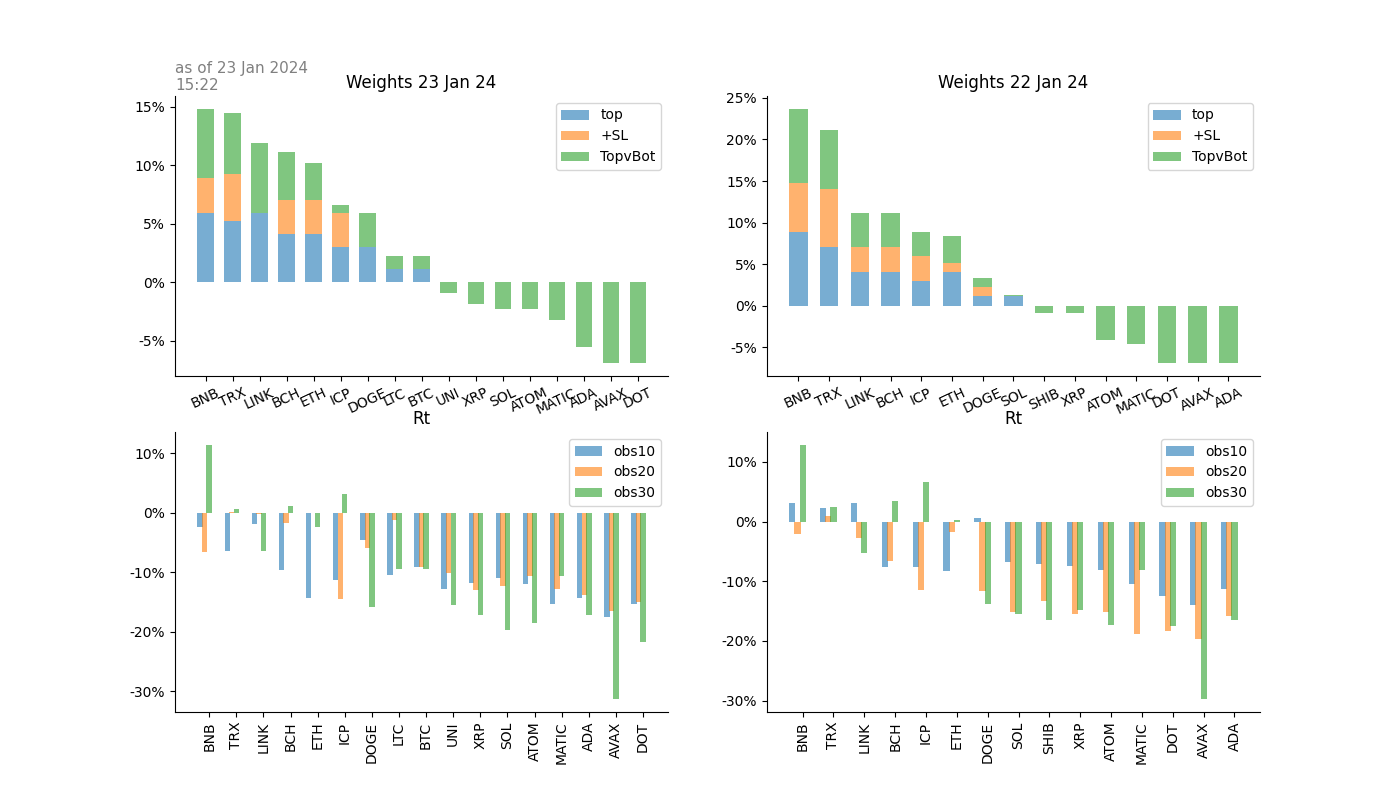 as of 23 Jan 2024
15:22
Weights 23 Jan 24
15%
10%
5%
0%
-5%
top
+SL
TopvBot
BNB TRX LINK BCH ETH ICP DOGE LTC BTC UNI XRP SOL ATOM MATIC ADA AVAX DOT
Weights 22 Jan 24
25%
20%
15%
10%
5%
0%
-5%
top
+SL
TopvBot
BNB TRX LINK BCH ICP ETH DOGE SOL SHIB XRP ATOM MATIC DOT AVAX ADA
Rt
10%
0%
-10%
-20%
-30%
obs10
obs20
obs30
BNB TRX LINK BCH ETH ICP DOGE LTC BTC UNI XRP SOL ATOM MATIC ADA AVAX DOT
Rt
10%
0%
-10%
-20%
-30%
obs10
obs20
obs30
BNB TRX LINK BCH ICP ETH DOGE SOL SHIB XRP ATOM MATIC DOT AVAX ADA